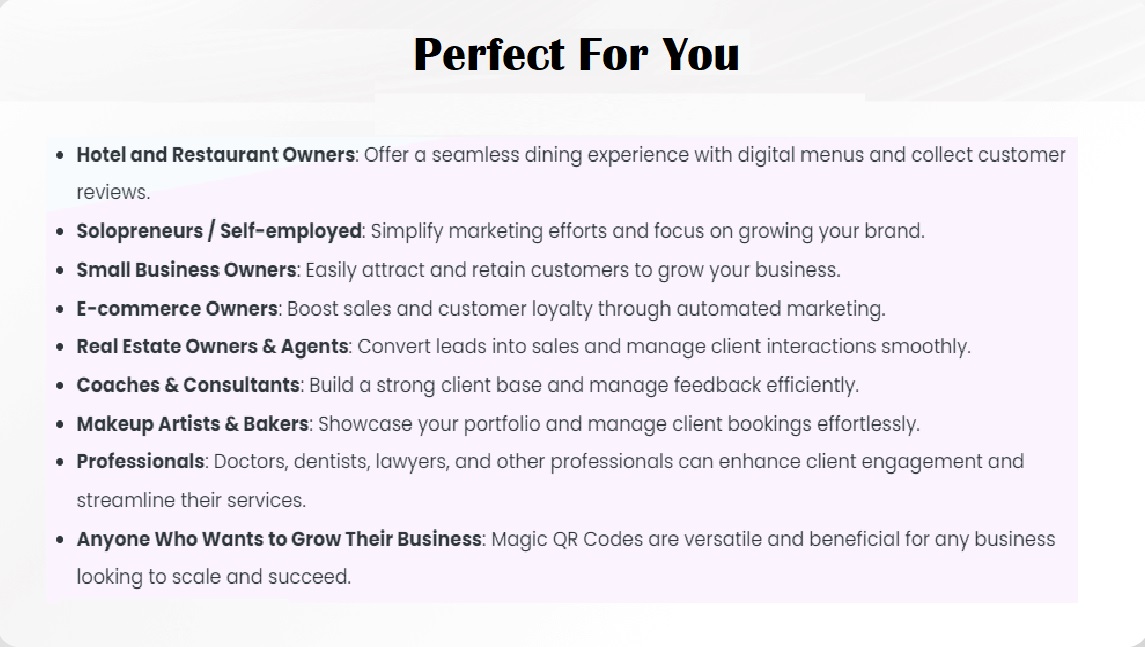 Perfect For You
• Hotel and Restaurant Owners: Offer a seamless dining experience with digital menus and collect customer
reviews.
• Solopreneurs / Self-employed: Simplify marketing efforts and focus on growing your brand.
• Small Business Owners: Easily attract and retain customers to grow your business.
• E-commerce Owners: Boost sales and customer loyalty through automated marketing.
• Real Estate Owners & Agents: Convert leads into sales and manage client interactions smoothly.
• Coaches & Consultants: Build a strong client base and manage feedback efficiently.
• Makeup Artists & Bakers: Showcase your portfolio and manage client bookings effortlessly.
• Professionals: Doctors, dentists, lawyers, and other professionals can enhance client engagement and
streamline their services.
• Anyone Who Wants to Grow Their Business: Magic QR Codes are versatile and beneficial for any business
looking to scale and succeed.